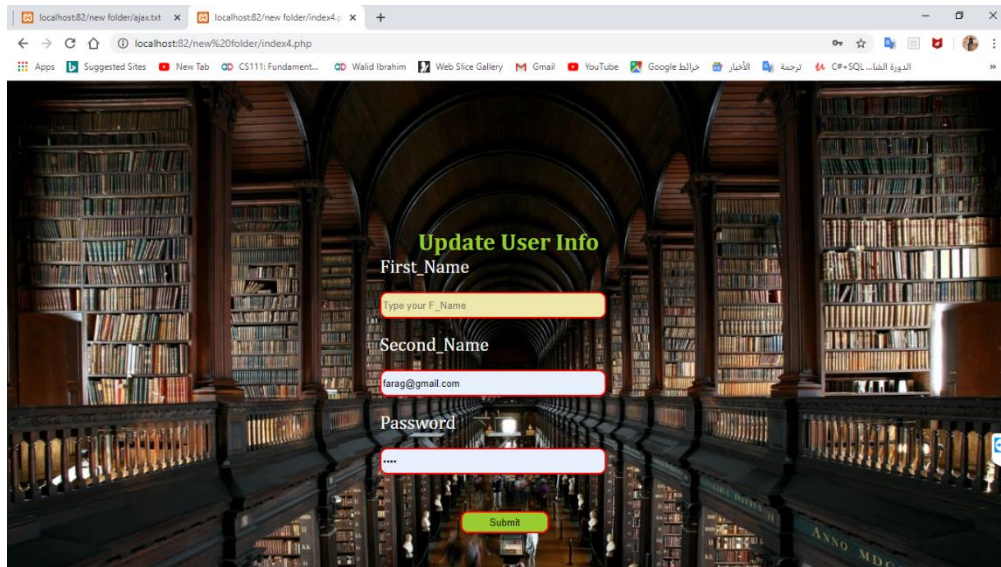 localhost:82/new folder/ajax.txt
localhost:82/new folder/index4.p
localhost:82/new%20folder/index4.php
Apps Suggested Sites New Tab CS111: Fundament... Walid Ibrahim Web Slice Gallery Gmail YouTube خرائط Google الأخبار ترجمة C#+SQL ...الدورة الشا
Update User Info
First_Name
Type your F_Name
Second_Name
farag@gmail.com
Password
Submit
ANNO MDCC